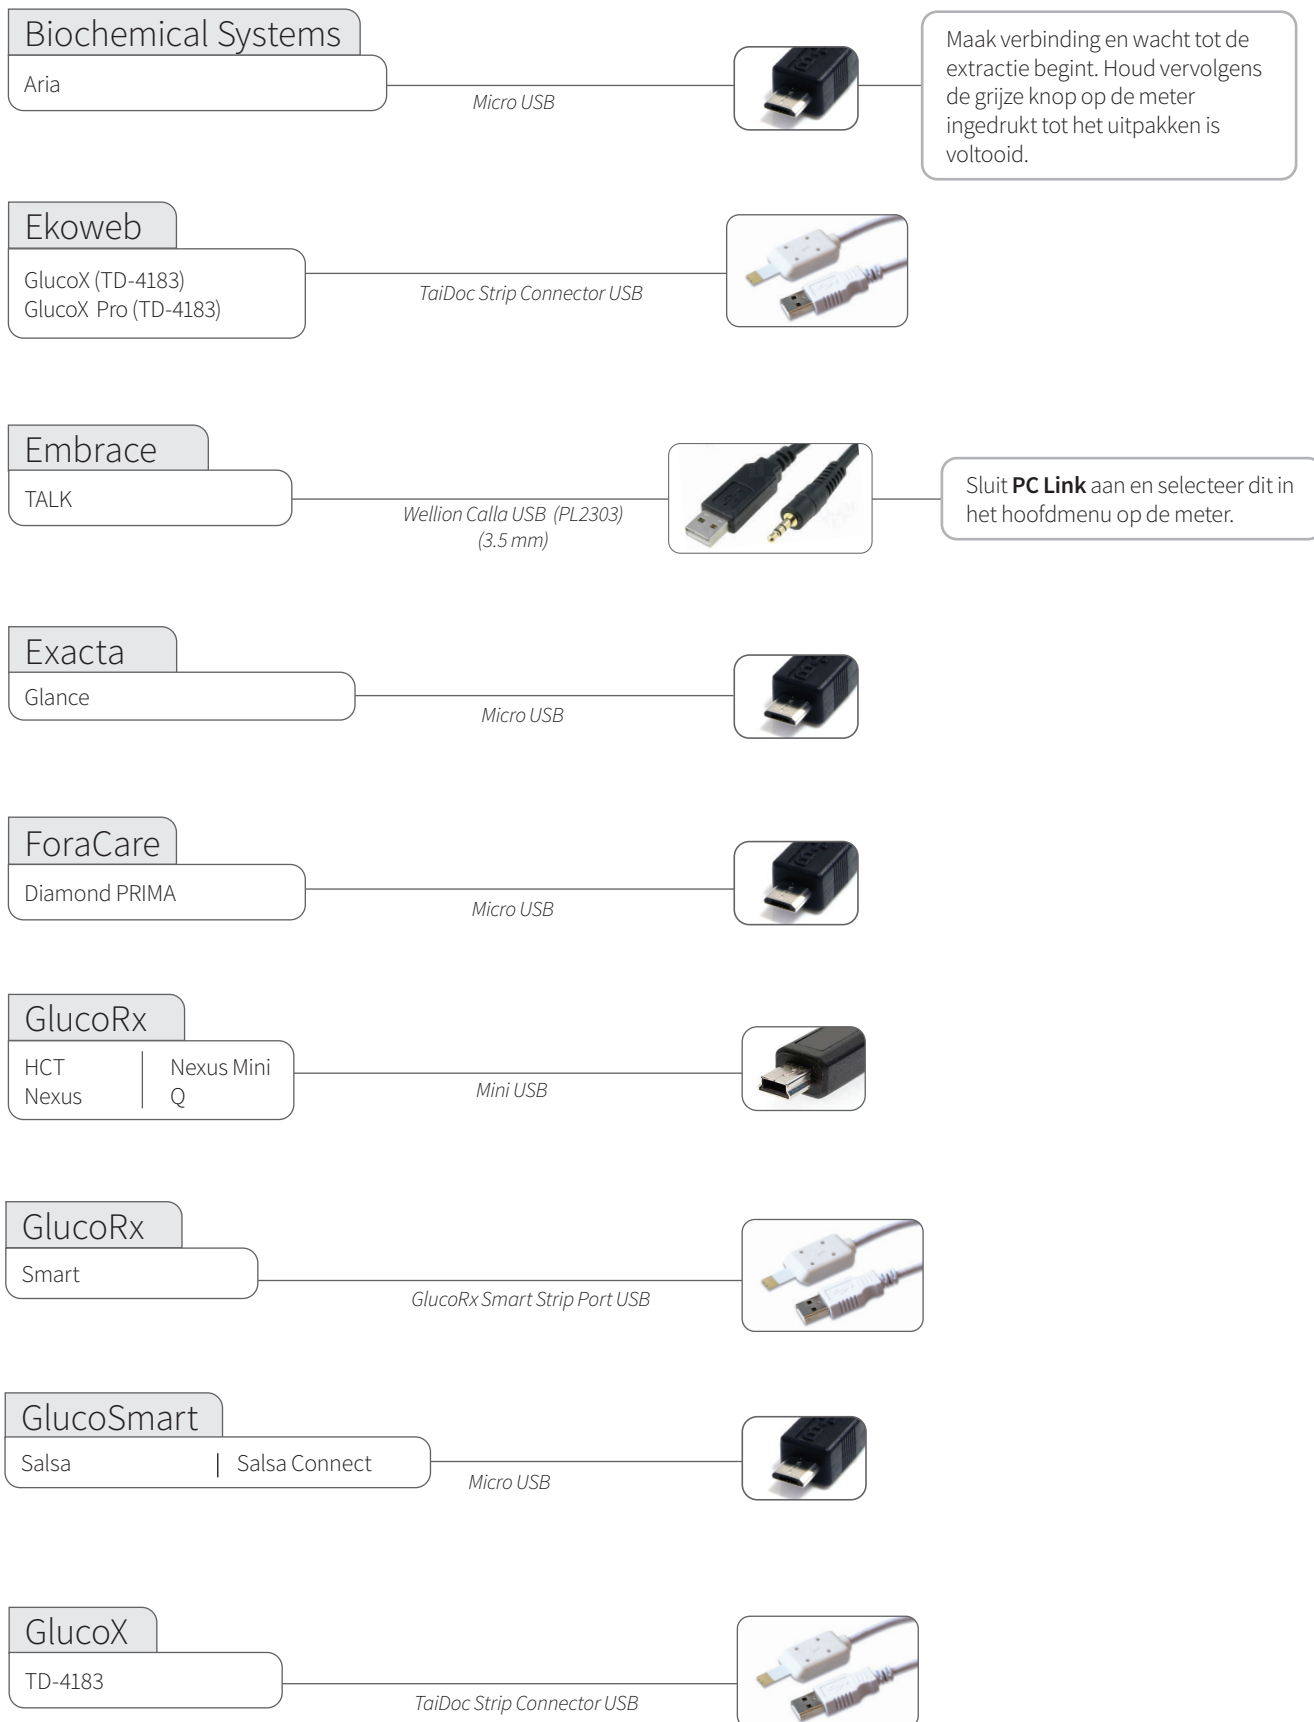 Biochemical Systems
Aria
Micro USB
Maak verbinding en wacht tot de
extractie begint. Houd vervolgens
de grijze knop op de meter
ingedrukt tot het uitpakken is
voltooid.
Ekoweb
GlucoX (TD-4183)
GlucoX Pro (TD-4183)
TaiDoc Strip Connector USB
Embrace
TALK
Wellion Calla USB (PL2303)
(3.5 mm)
Sluit PC Link aan en selecteer dit in
het hoofdmenu op de meter.
Exacta
Glance
Micro USB
ForaCare
Diamond PRIMA
Micro USB
GlucoRx
HCT | Nexus Mini
Nexus | Q
Mini USB
GlucoRx
Smart
GlucoRx Smart Strip Port USB
GlucoSmart
Salsa | Salsa Connect
Micro USB
GlucoX
TD-4183
TaiDoc Strip Connector USB